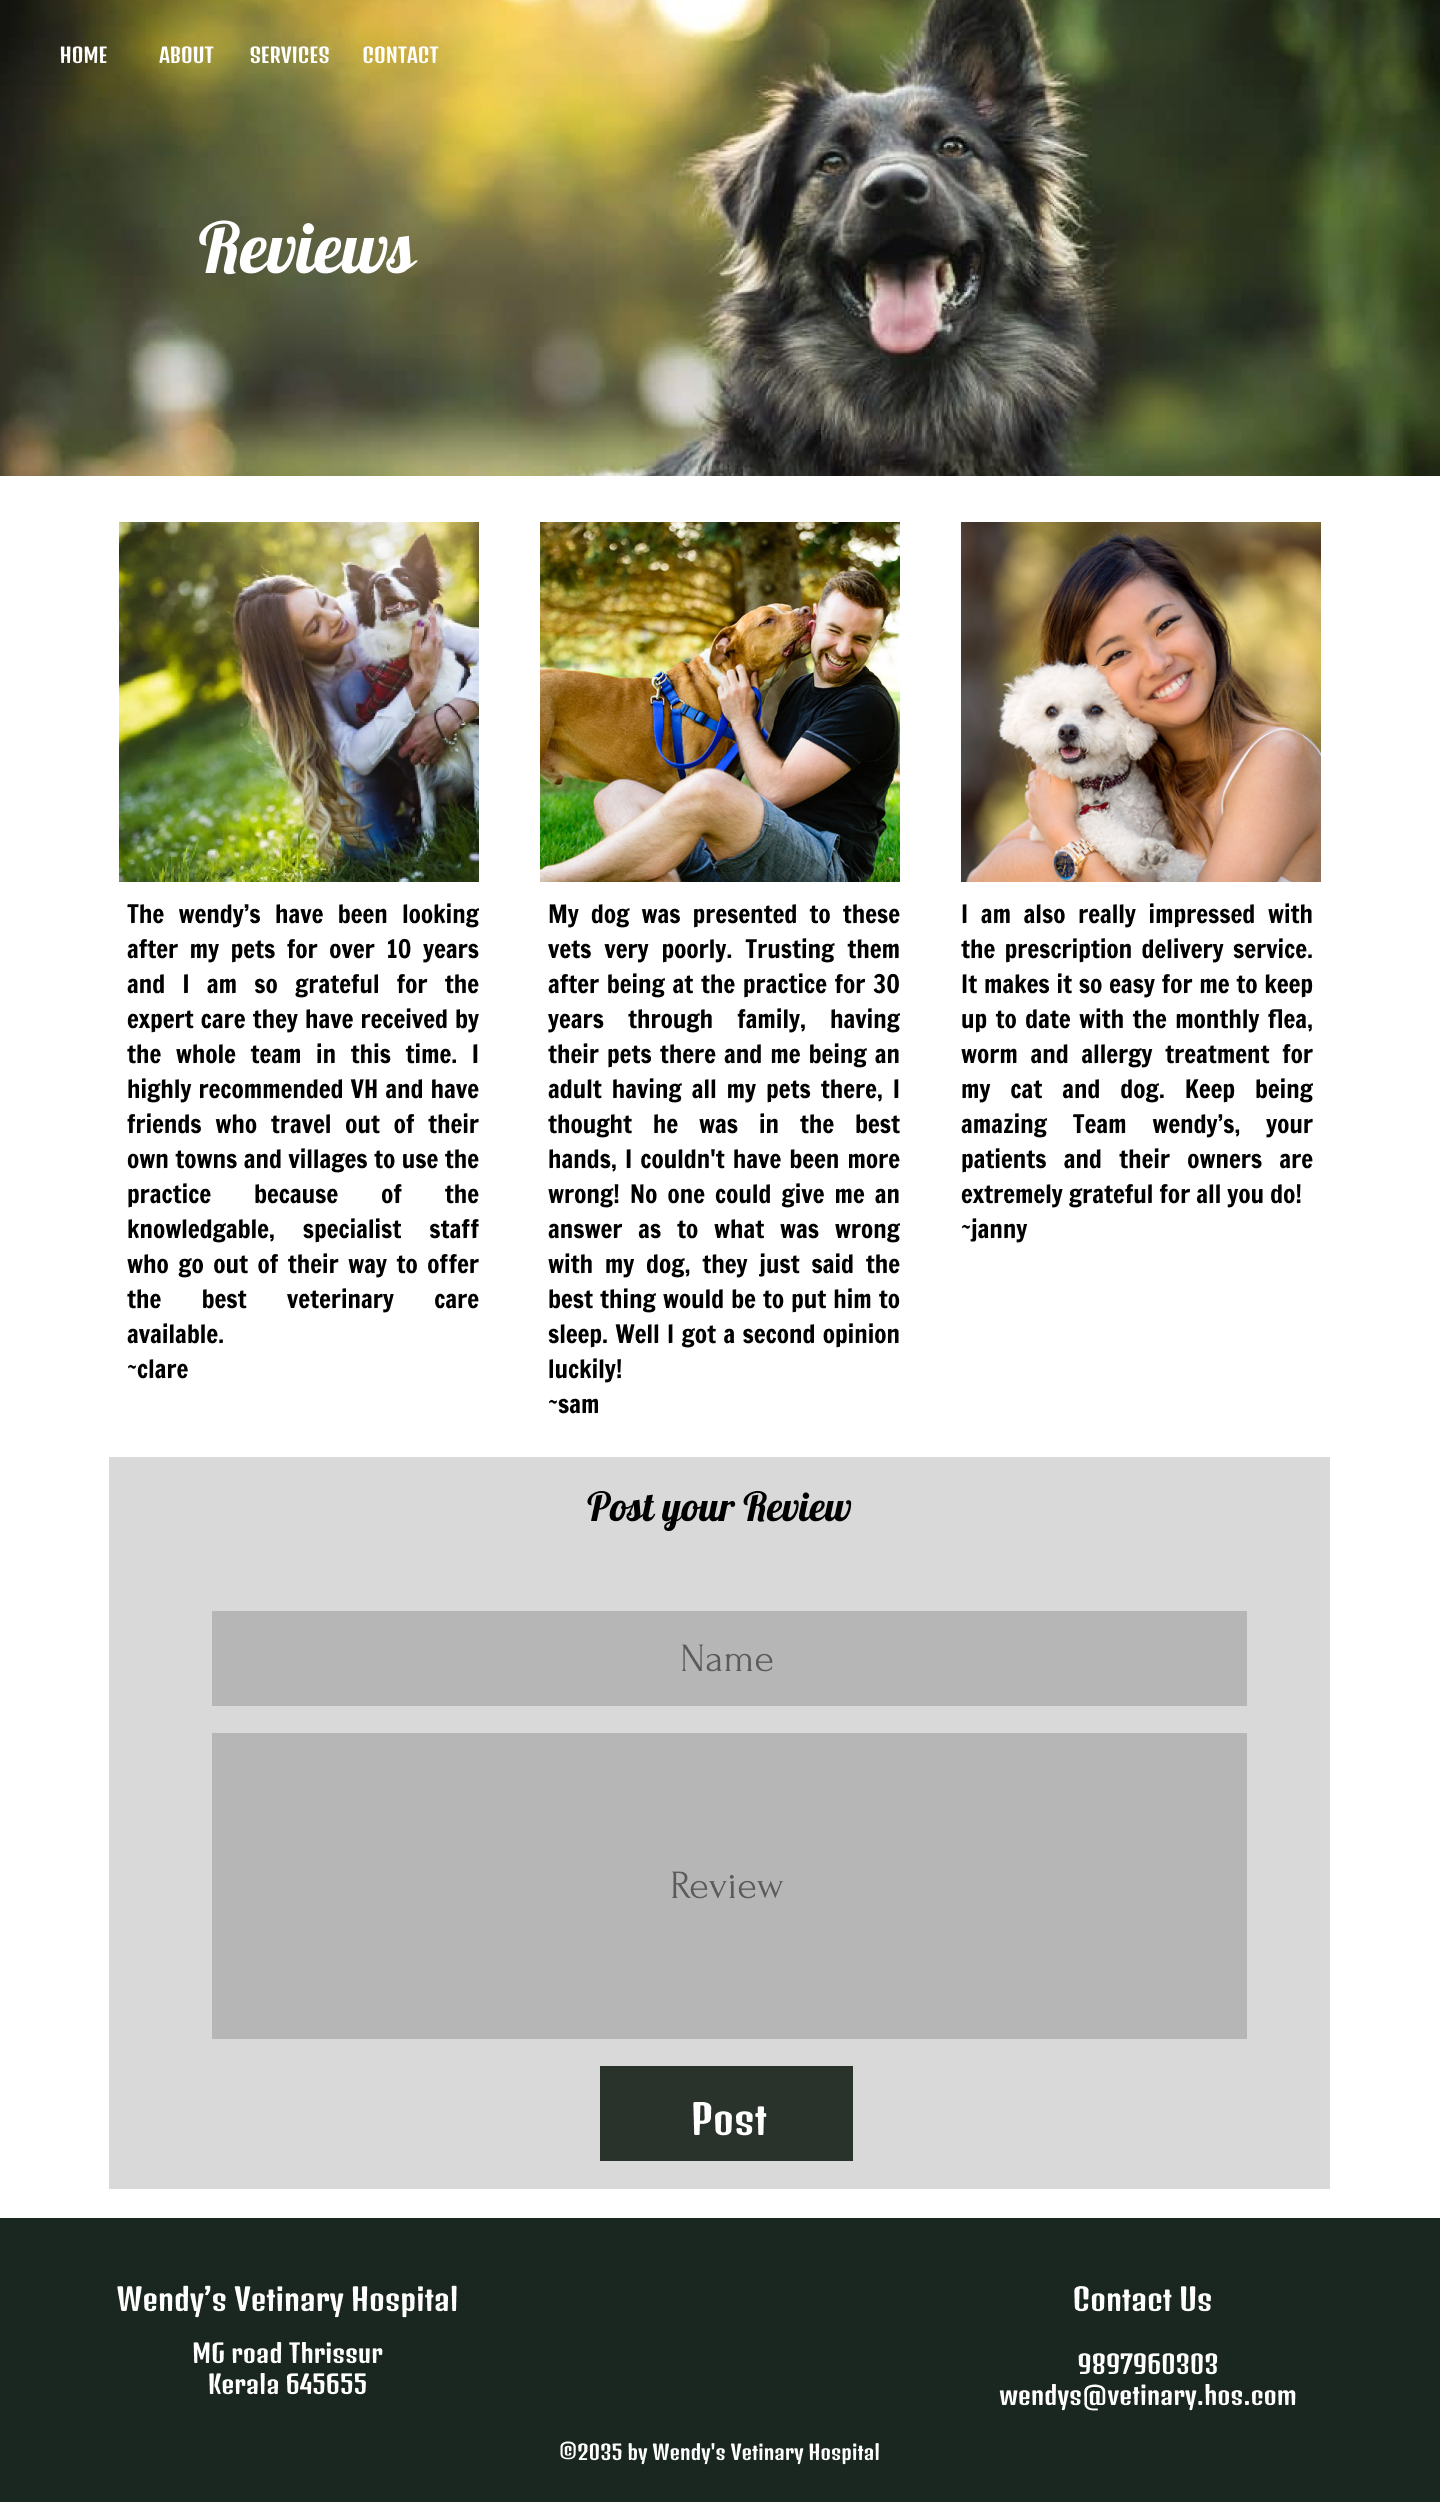 HOME ABOUT SERVICES CONTACT
Reviews
The wendy’s have been looking
after my pets for over 10 years
and I am so grateful for the
expert care they have received by
the whole team in this time. I
highly recommended VH and have
friends who travel out of their
own towns and villages to use the
practice because of the
knowledgable, specialist staff
who go out of their way to offer
the best veterinary care
available.
~clare
My dog was presented to these
vets very poorly. Trusting them
after being at the practice for 30
years through family, having
their pets there and me being an
adult having all my pets there, I
thought he was in the best
hands, I couldn't have been more
wrong! No one could give me an
answer as to what was wrong
with my dog, they just said the
best thing would be to put him to
sleep. Well I got a second opinion
luckily!
~sam
I am also really impressed with
the prescription delivery service.
It makes it so easy for me to keep
up to date with the monthly flea,
worm and allergy treatment for
my cat and dog. Keep being
amazing Team wendy’s, your
patients and their owners are
extremely grateful for all you do!
~janny
Post your Review
Name
Review
Post
Wendy’s Vetinary Hospital
MG road Thrissur
Kerala 645655
Contact Us
9897960303
wendys@vetinary.hos.com
©2035 by Wendy's Vetinary Hospital